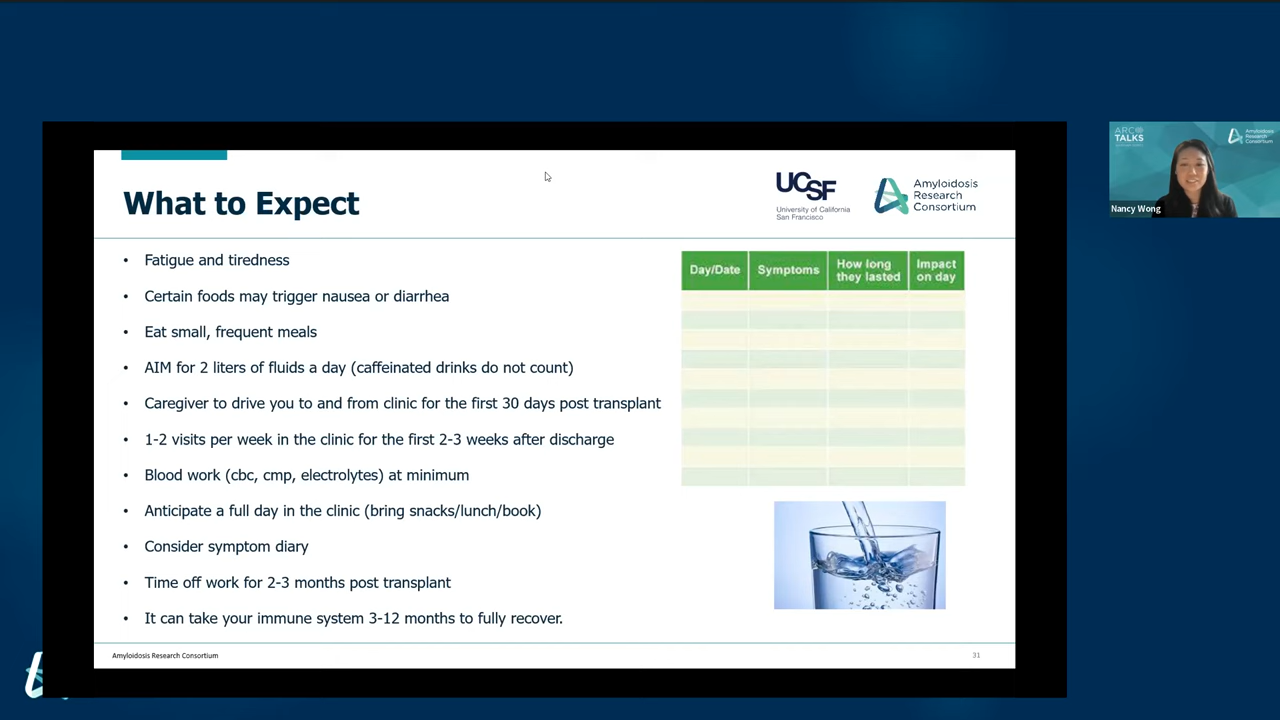 What to Expect
UCSF
University of California
San Francisco
Amyloidosis
Research
Consortium
• Fatigue and tiredness
• Certain foods may trigger nausea or diarrhea
• Eat small, frequent meals
• AIM for 2 liters of fluids a day (caffeinated drinks do not count)
• Caregiver to drive you to and from clinic for the first 30 days post transplant
• 1-2 visits per week in the clinic for the first 2-3 weeks after discharge
• Blood work (cbc, cmp, electrolytes) at minimum
• Anticipate a full day in the clinic (bring snacks/lunch/book)
• Consider symptom diary
• Time off work for 2-3 months post transplant
• It can take your immune system 3-12 months to fully recover.
Day/Date Symptoms How long they lasted Impact on day
Amyloidosis Research Consortium
31
ARC
TALKS
Amyloidosis
Research
Consortium
Nancy Wong